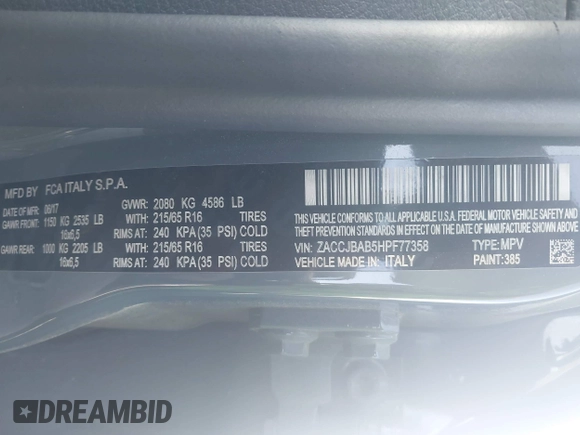 MFD BY FCA ITALY S.P.A.
DATE OF MFR: 06/17 GVWR: 2080 KG 4586 LB
GAWR FRONT: 1150 KG 2535 LB WITH: 215/65 R16 TIRES
16x6,5 RIMS AT: 240 KPA (35 PSI) COLD
GAWR REAR: 1000 KG 2205 LB WITH: 215/65 R16 TIRES
16x6,5 RIMS AT: 240 KPA (35 PSI) COLD
THIS VEHICLE CONFORMS TO ALL APPLICABLE U.S.A. FEDERAL MOTOR VEHICLE SAFETY,
BUMPER AND THEFT PREVENTION STANDARDS IN EFFECT ON THE DATE OF MANUFACTURE SHOWN ABOVE.
VIN: ZACCJBAB5HPF77358 TYPE: MPV
VEHICLE MADE IN: ITALY PAINT: 385
DREAMBID